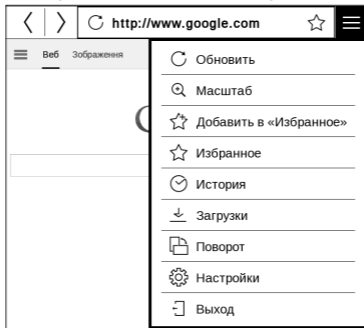 http://www.google.com
Веб Зображення
Обновить
Масштаб
Добавить в «Избранное»
Избранное
История
Загрузки
Поворот
Настройки
Выход